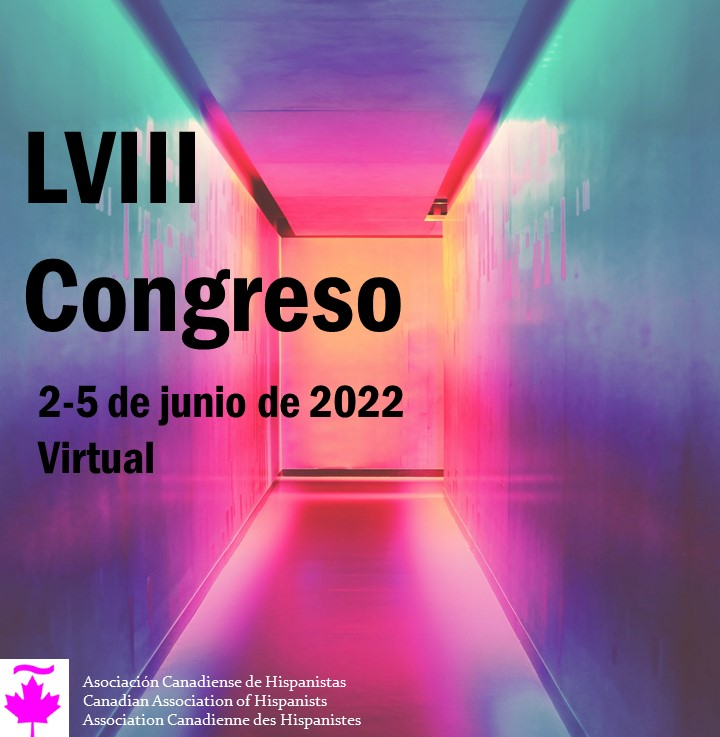 LVIII
Congreso
2-5 de junio de 2022
Virtual
Asociación Canadiense de Hispanistas
Canadian Association of Hispanists
Association Canadienne des Hispanistes